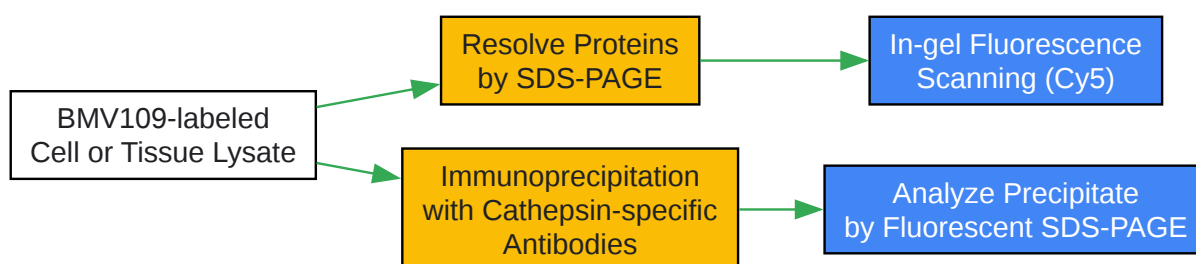 BMV109-labeled
Cell or Tissue Lysate
Resolve Proteins
by SDS-PAGE
In-gel Fluorescence
Scanning (Cy5)
Immunoprecipitation
with Cathepsin-specific
Antibodies
Analyze Precipitate
by Fluorescent SDS-PAGE